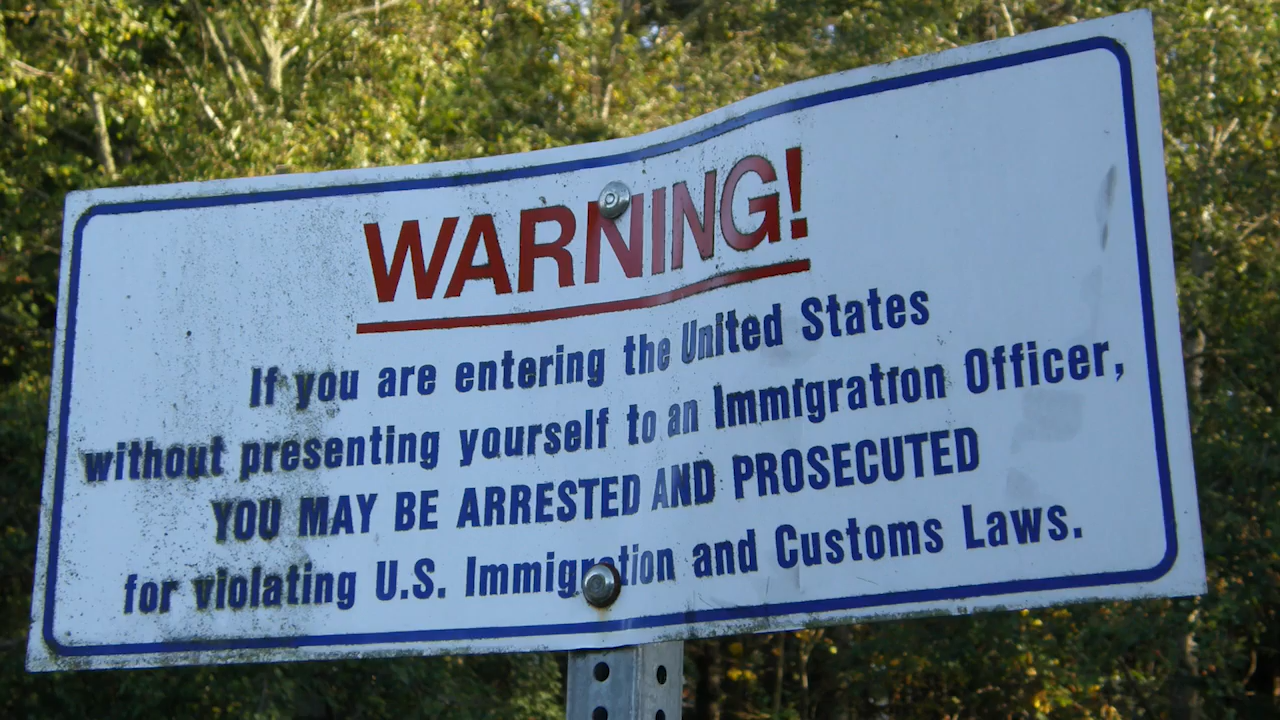 WARNING!
If you are entering the United States
without presenting yourself to an Immigration Officer,
YOU MAY BE ARRESTED AND PROSECUTED
for violating U.S. Immigration and Customs Laws.